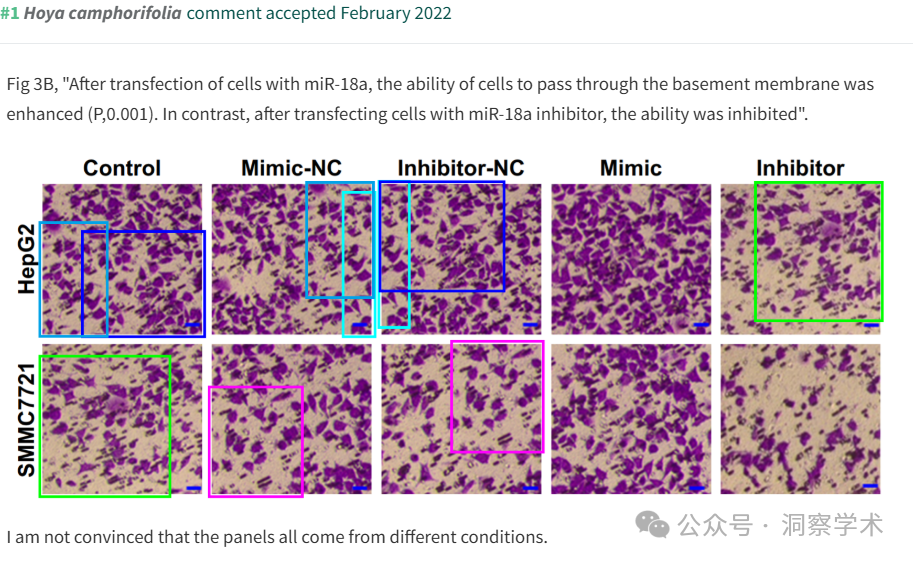 #1 Hoya camphorifolia comment accepted February 2022
Fig 3B, "After transfection of cells with miR-18a, the ability of cells to pass through the basement membrane was
enhanced (P,0.001). In contrast, after transfecting cells with miR-18a inhibitor, the ability was inhibited".
Control Mimic-NC Inhibitor-NC Mimic Inhibitor
HepG2
SMMC7721
I am not convinced that the panels all come from different conditions.
公众号 · 洞察学术